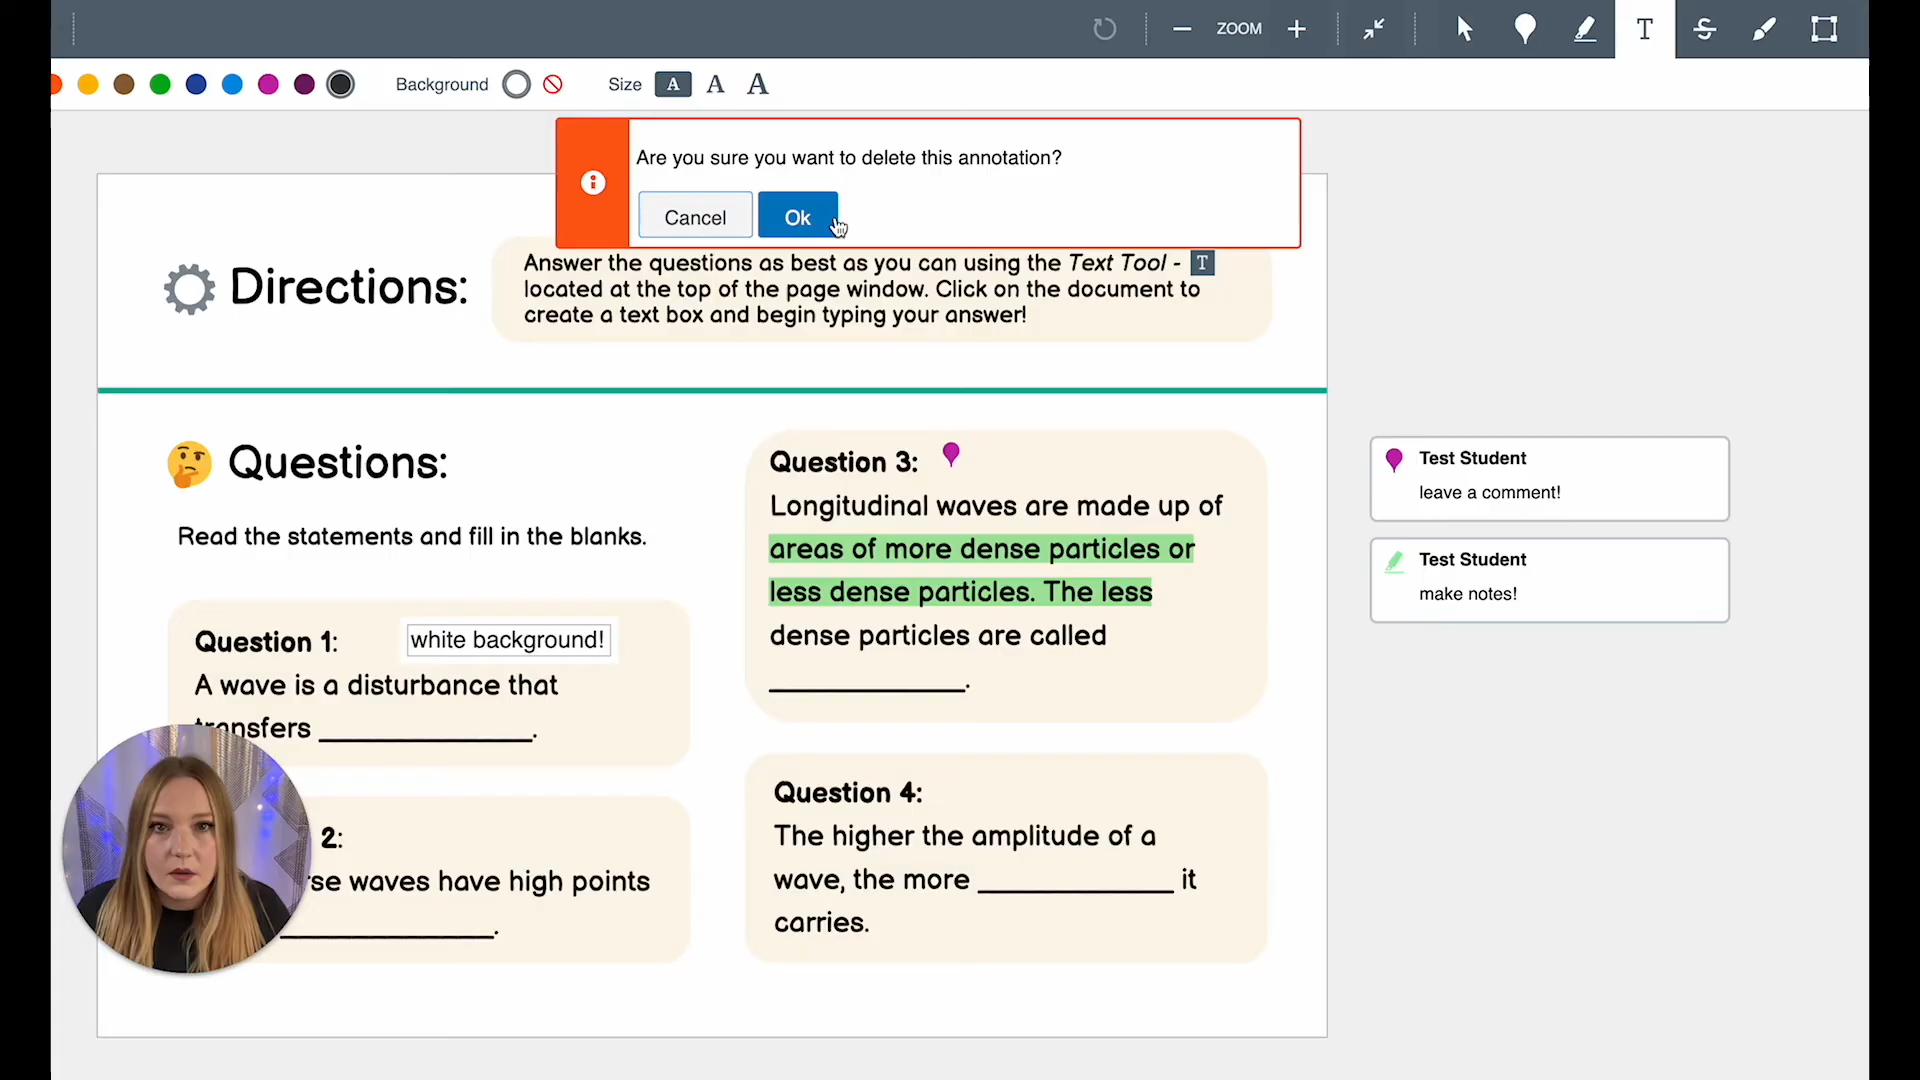 ZOOM
Background
Size A A A
Are you sure you want to delete this annotation?
Cancel Ok
Directions:
Answer the questions as best as you can using the Text Tool - T
located at the top of the page window. Click on the document to
create a text box and begin typing your answer!
Questions:
Read the statements and fill in the blanks.
Question 1:
white background!
A wave is a disturbance that
transfers ______________.
2:
rse waves have high points
______________.
Question 3:
Longitudinal waves are made up of
areas of more dense particles or
less dense particles. The less
dense particles are called
_____________.
Question 4:
The higher the amplitude of a
wave, the more _____________ it
carries.
Test Student
leave a comment!
Test Student
make notes!